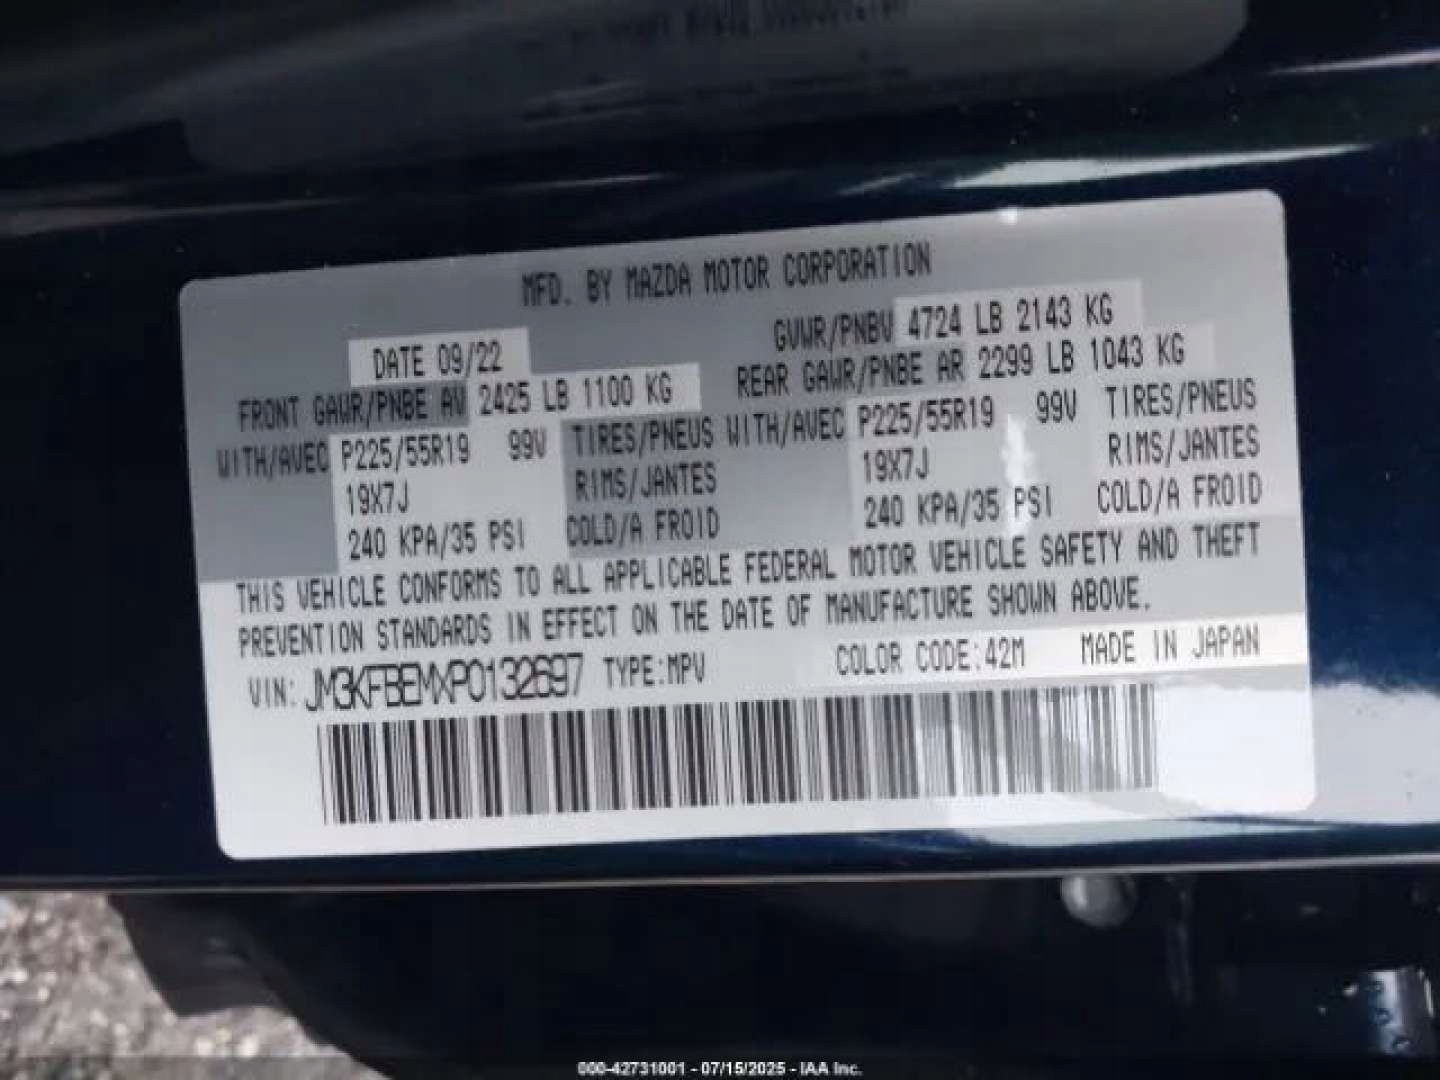 MFD. BY MAZDA MOTOR CORPORATION
DATE 09/22 GVWR/PNBV 4724 LB 2143 KG
FRONT GAWR/PNBE AV 2425 LB 1100 KG REAR GAWR/PNBE AR 2299 LB 1043 KG
WITH/AVEC P225/55R19 99V TIRES/PNEUS WITH/AVEC P225/55R19 99V TIRES/PNEUS
19X7J RIMS/JANTES 19X7J RIMS/JANTES
240 KPA/35 PSI COLD/A FROID 240 KPA/35 PSI COLD/A FROID
THIS VEHICLE CONFORMS TO ALL APPLICABLE FEDERAL MOTOR VEHICLE SAFETY AND THEFT
PREVENTION STANDARDS IN EFFECT ON THE DATE OF MANUFACTURE SHOWN ABOVE.
VIN: JM3KFBEMXP0132697 TYPE:MPV COLOR CODE:42M MADE IN JAPAN
000-42731001 - 07/15/2025 - IAA Inc.